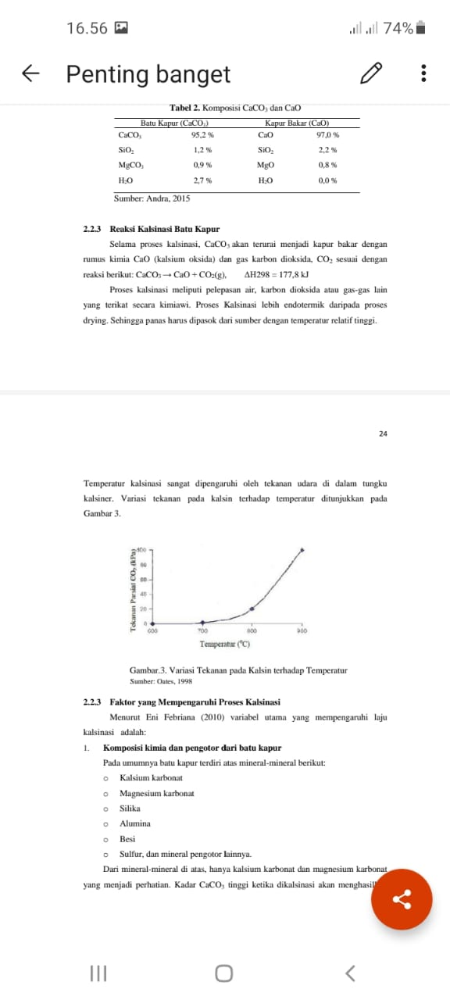 16.56 74%
Penting banget
Tabel 2. Komposisi CaCO₃ dan CaO
Batu Kapur (CaCO₃) Kapur Bakar (CaO)
CaCO₃ 95,2 % CaO 97,0 %
SiO₂ 1,2 % SiO₂ 2,2 %
MgCO₃ 0,9 % MgO 0,8 %
H₂O 2,7 % H₂O 0,0 %
Sumber: Andra, 2015
2.2.3 Reaksi Kalsinasi Batu Kapur
Selama proses kalsinasi, CaCO₃ akan terurai menjadi kapur bakar dengan
rumus kimia CaO (kalsium oksida) dan gas karbon dioksida, CO₂ sesuai dengan
reaksi berikut: CaCO₃→ CaO + CO₂(g), ΔH298 = 177,8 kJ
Proses kalsinasi meliputi pelepasan air, karbon dioksida atau gas-gas lain
yang terikat secara kimiawi. Proses Kalsinasi lebih endotermik daripada proses
drying. Sehingga panas harus dipasok dari sumber dengan temperatur relatif tinggi.
24
Temperatur kalsinasi sangat dipengaruhi oleh tekanan udara di dalam tungku
kalsiner. Variasi tekanan pada kalsin terhadap temperatur ditunjukkan pada
Gambar 3.
Tekanan Parsial CO₂ (kPa)
100
80
60
40
20
0
600 700 800 900
Temperatur (°C)
Gambar.3. Variasi Tekanan pada Kalsin terhadap Temperatur
Sumber: Oates, 1998
2.2.3 Faktor yang Mempengaruhi Proses Kalsinasi
Menurut Eni Febriana (2010) variabel utama yang mempengaruhi laju
kalsinasi adalah:
1. Komposisi kimia dan pengotor dari batu kapur
Pada umumnya batu kapur terdiri atas mineral-mineral berikut:
o Kalsium karbonat
o Magnesium karbonat
o Silika
o Alumina
o Besi
o Sulfur, dan mineral pengotor lainnya.
Dari mineral-mineral di atas, hanya kalsium karbonat dan magnesium karbonat
yang menjadi perhatian. Kadar CaCO₃ tinggi ketika dikalsinasi akan